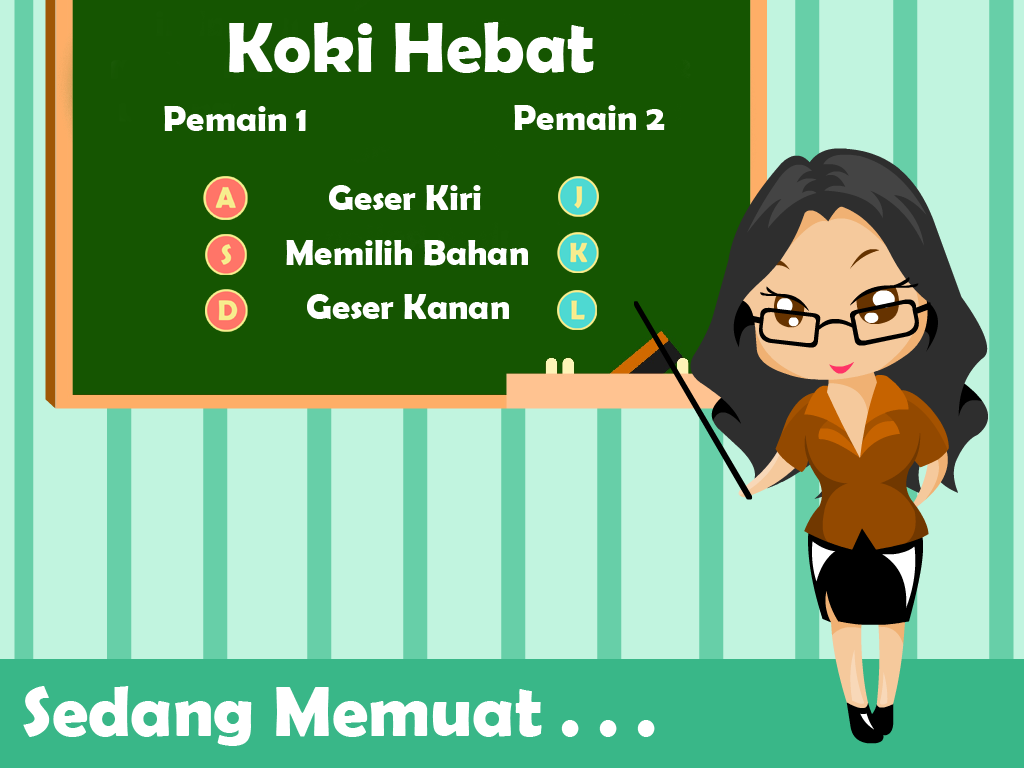 Koki Hebat
Pemain 1 Pemain 2
A Geser Kiri J
S Memilih Bahan K
D Geser Kanan L
Sedang Memuat . . .